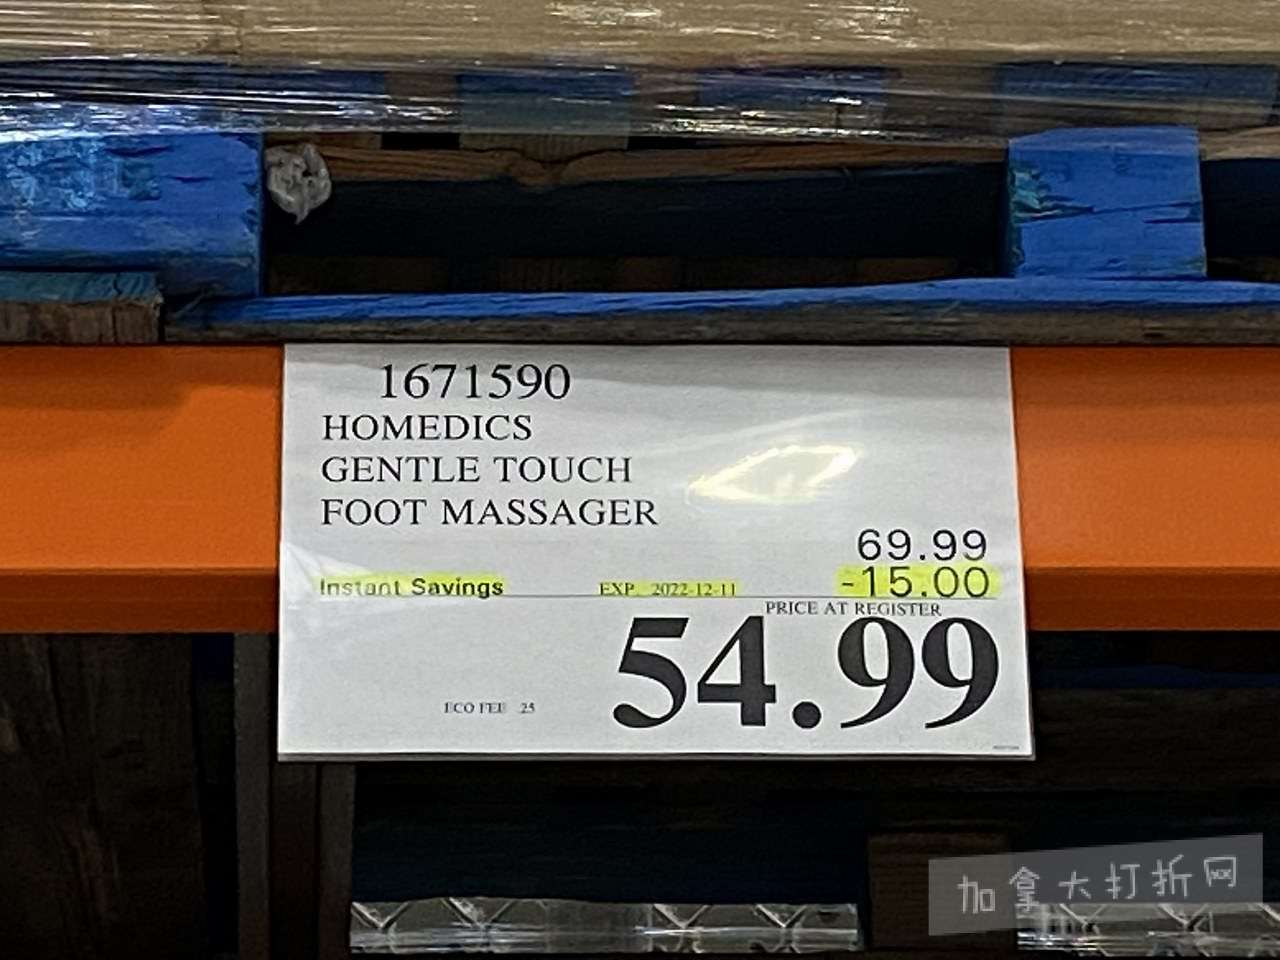 1671590
HOMEDICS
GENTLE TOUCH
FOOT MASSAGER
69.99
Instant Savings EXP. 2022-12-11 -15.00
PRICE AT REGISTER
54.99
ECO FEE .25
加拿大打折网